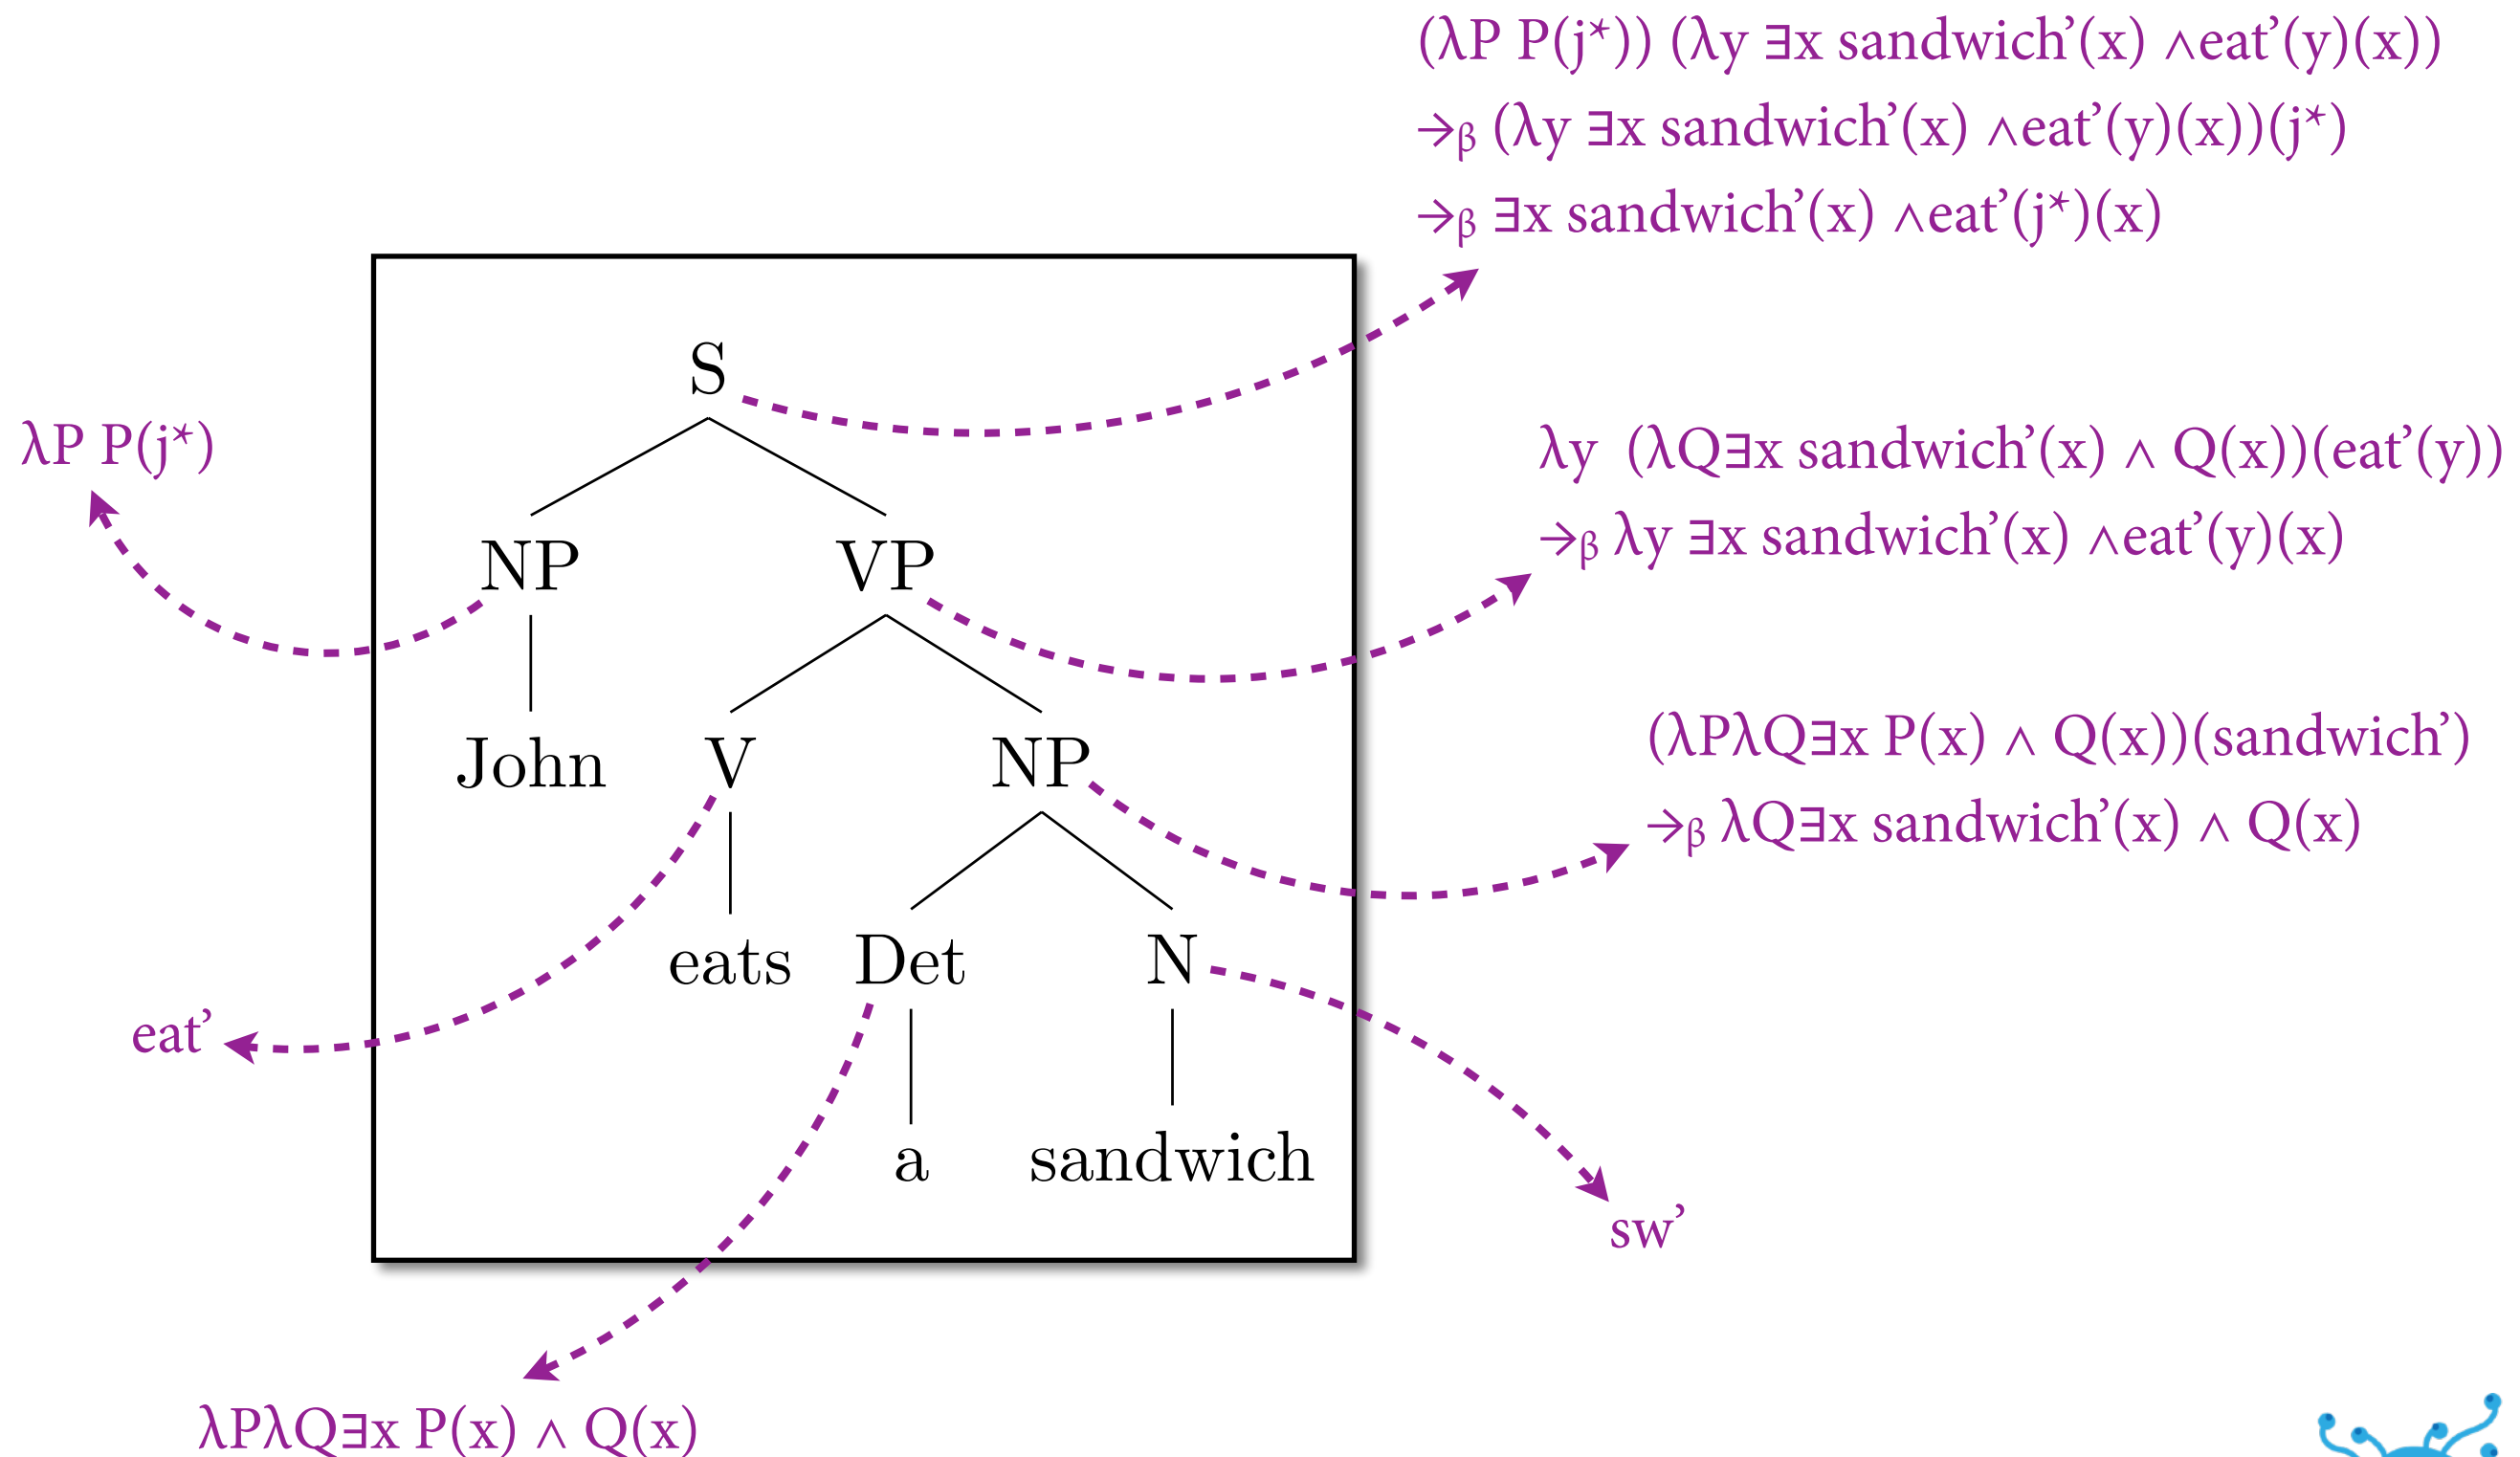 (λP P(j*)) (λy ∃x sandwich’(x) ∧eat’(y)(x))
→β (λy ∃x sandwich’(x) ∧eat’(y)(x))(j*)
→β ∃x sandwich’(x) ∧eat’(j*)(x)
S
λP P(j*)
λy (λQ∃x sandwich’(x) ∧ Q(x))(eat’(y))
→β λy ∃x sandwich’(x) ∧eat’(y)(x)
NP VP
John V NP
(λPλQ∃x P(x) ∧ Q(x))(sandwich’)
→β λQ∃x sandwich’(x) ∧ Q(x)
eats Det N
eat’
a sandwich
sw’
λPλQ∃x P(x) ∧ Q(x)